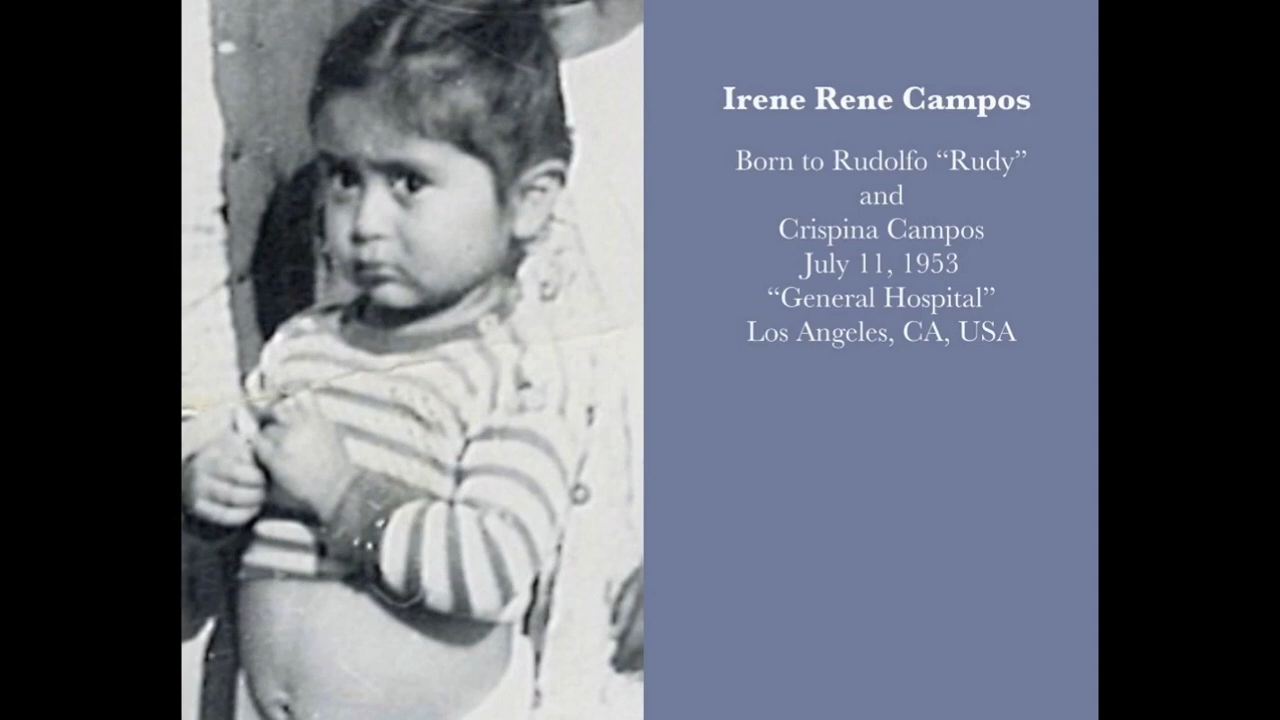 Irene Rene Campos
Born to Rudolfo “Rudy”
and
Crispina Campos
July 11, 1953
“General Hospital”
Los Angeles, CA, USA